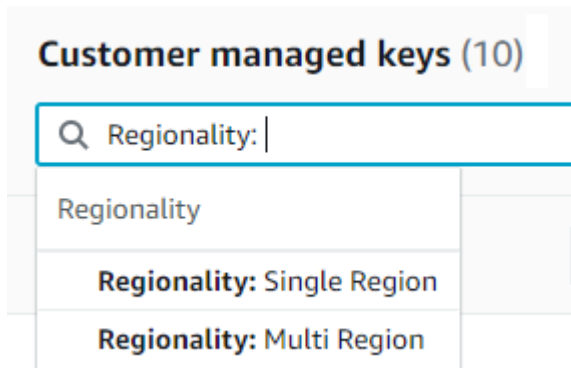 Customer managed keys (10)
Regionality:
Regionality
Regionality: Single Region
Regionality: Multi Region